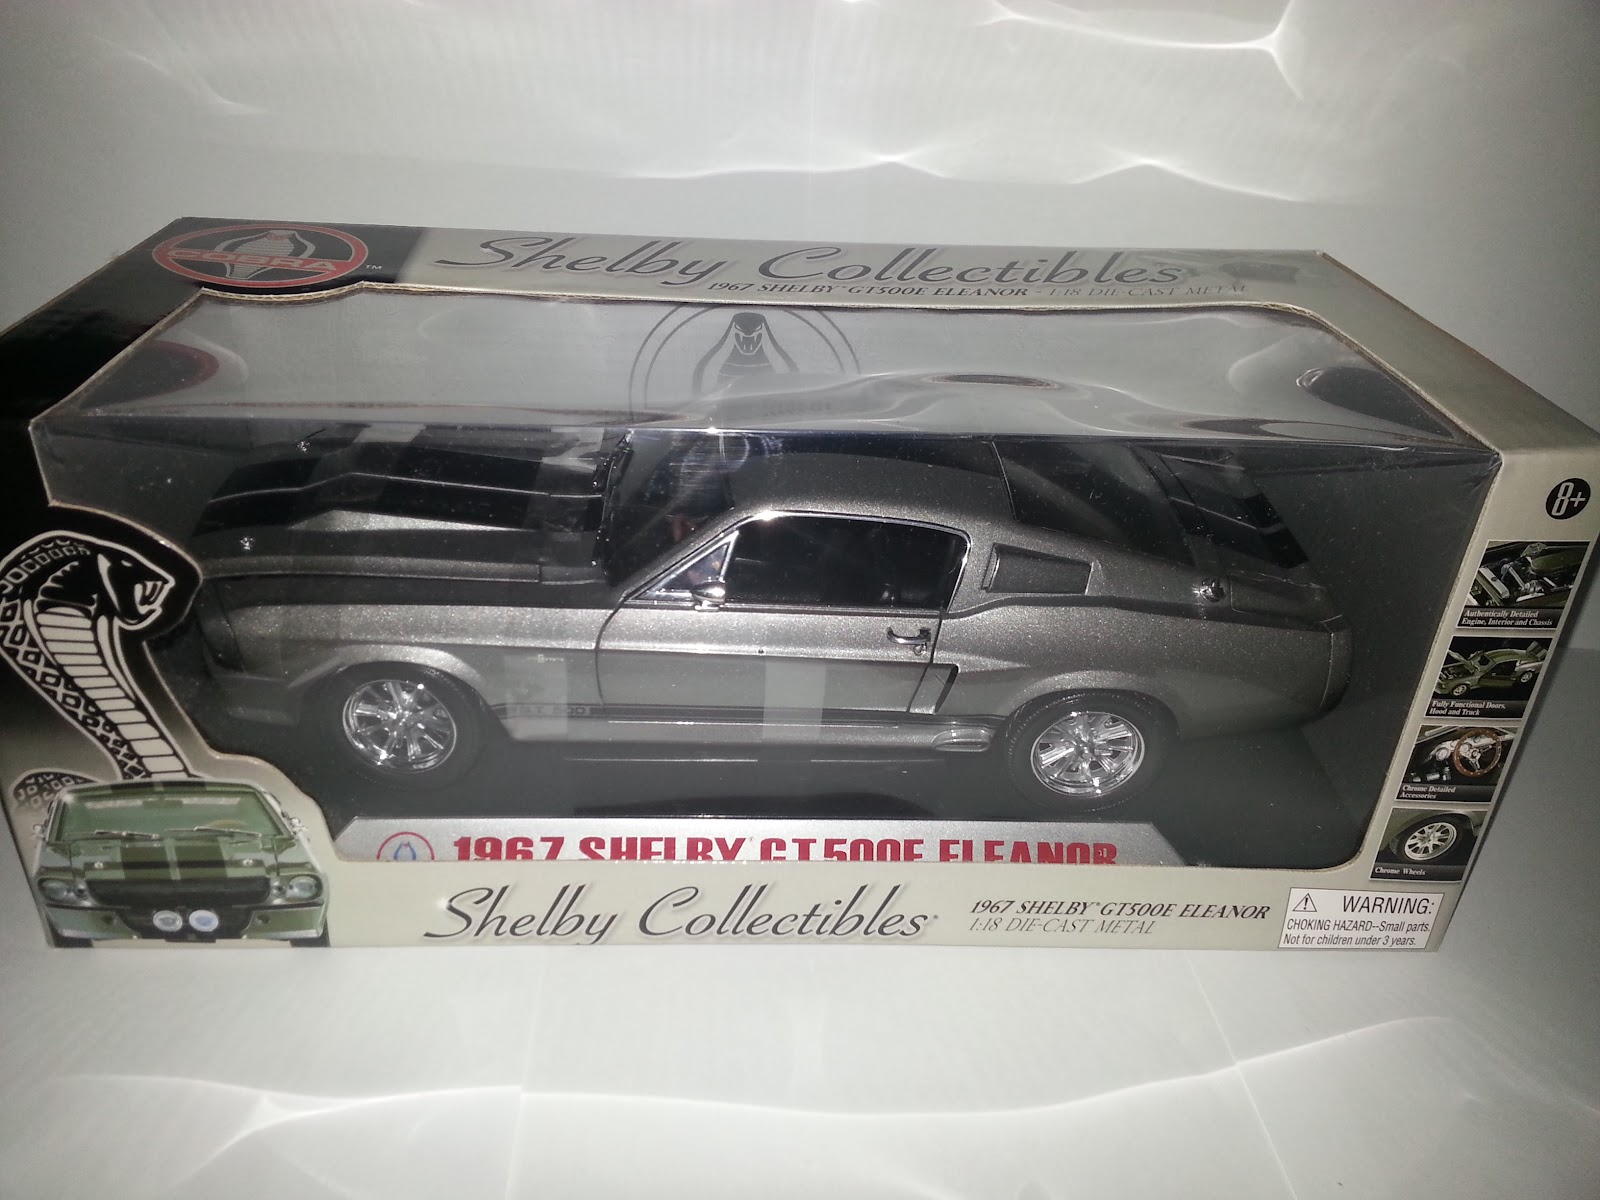 COBRA
TM
Shelby Collectibles
1967 SHELBY GT500E ELEANOR - 1:18 DIE-CAST METAL
8+
Authentically Detailed
Engine, Interior and Chassis
Fully Functional Doors,
Hood and Trunk
Chrome Detailed
Accessories
Chrome Wheels
G.T. 500
1967 SHELBY GT500E ELEANOR
Shelby Collectibles
1967 SHELBY GT500E ELEANOR
1:18 DIE-CAST METAL
WARNING:
CHOKING HAZARD--Small parts.
Not for children under 3 years.